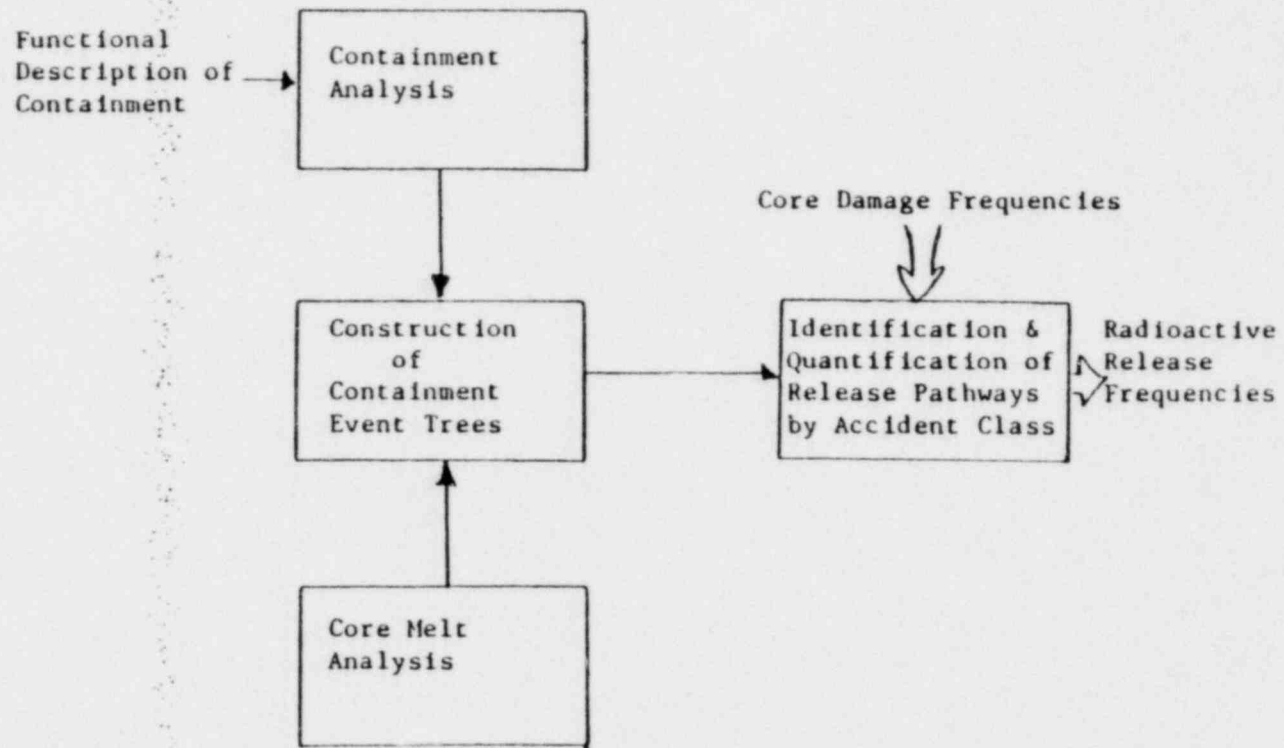 Functional
Description of
Containment
Containment
Analysis
Core Damage Frequencies
Construction
of
Containment
Event Trees
Identification &
Quantification of
Release Pathways
by Accident Class
Radioactive
Release
Frequencies
Core Melt
Analysis